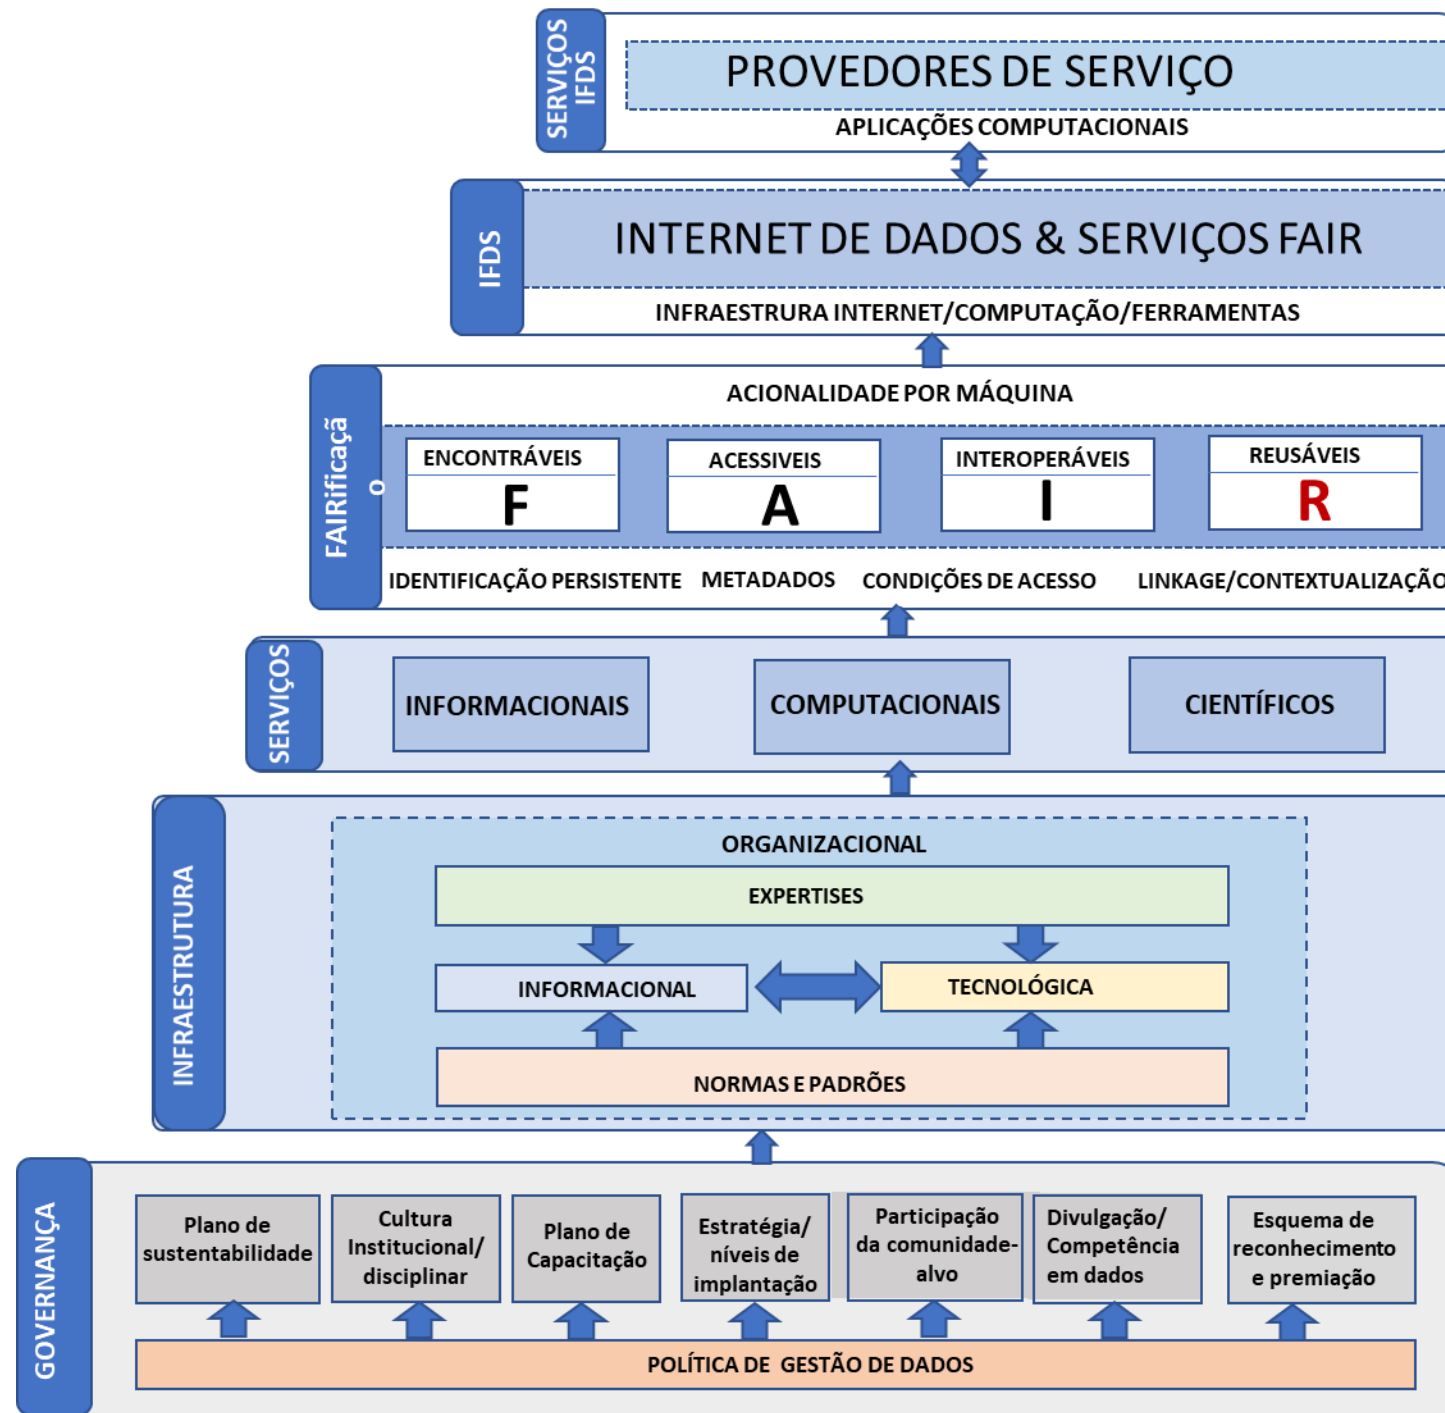 SERVIÇOS
IFDS
PROVEDORES DE SERVIÇO
APLICAÇÕES COMPUTACIONAIS
IFDS
INTERNET DE DADOS & SERVIÇOS FAIR
INFRAESTRURA INTERNET/COMPUTAÇÃO/FERRAMENTAS
FAIRificaçã
o
ACIONALIDADE POR MÁQUINA
ENCONTRÁVEIS
F
ACESSIVEIS
A
INTEROPERÁVEIS
I
REUSÁVEIS
R
IDENTIFICAÇÃO PERSISTENTE METADADOS CONDIÇÕES DE ACESSO LINKAGE/CONTEXTUALIZAÇÃO
SERVIÇOS
INFORMACIONAIS
COMPUTACIONAIS
CIENTÍFICOS
INFRAESTRUTURA
ORGANIZACIONAL
EXPERTISES
INFORMACIONAL
TECNOLÓGICA
NORMAS E PADRÕES
GOVERNANÇA
Plano de
sustentabilidade
Cultura
Institucional/
disciplinar
Plano de
Capacitação
Estratégia/
níveis de
implantação
Participação
da comunidade-
alvo
Divulgação/
Competência
em dados
Esquema de
reconhecimento
e premiação
POLÍTICA DE GESTÃO DE DADOS